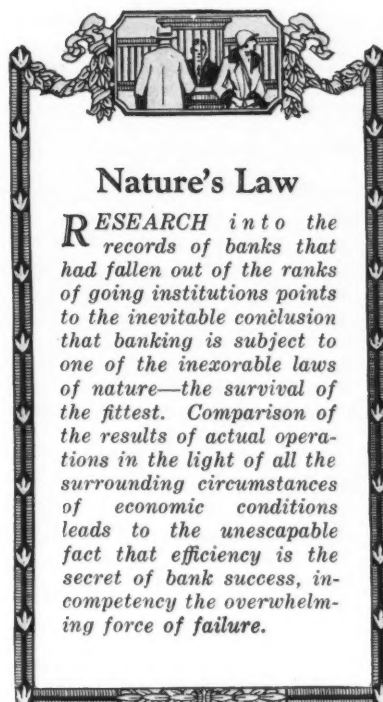 Nature's Law
RESEARCH into the
records of banks that
had fallen out of the ranks
of going institutions points
to the inevitable conclusion
that banking is subject to
one of the inexorable laws
of nature—the survival of
the fittest. Comparison of
the results of actual opera-
tions in the light of all the
surrounding circumstances
of economic conditions
leads to the unescapable
fact that efficiency is the
secret of bank success, in-
competency the overwhelm-
ing force of failure.